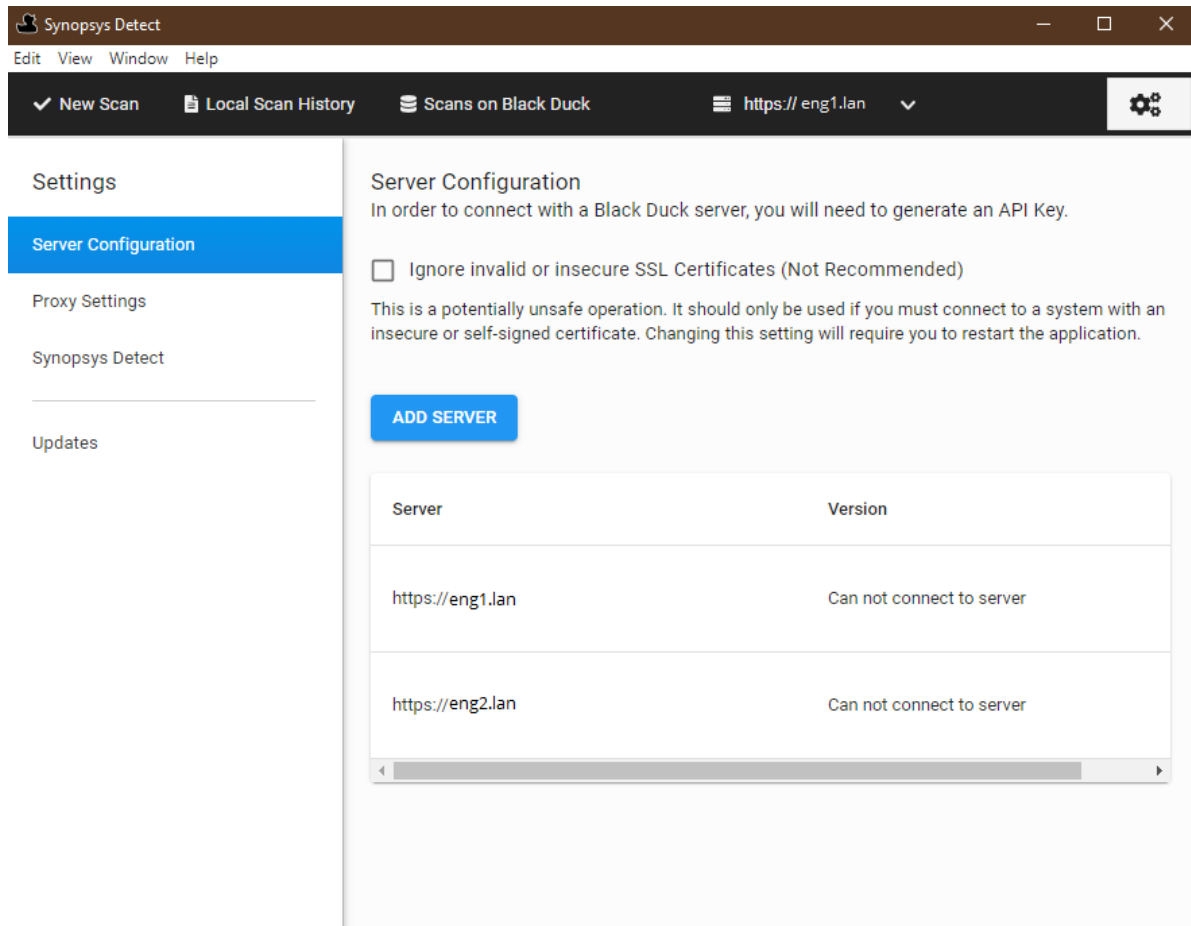 Synopsys Detect
Edit View Window Help
New Scan Local Scan History Scans on Black Duck https:// eng1.lan
Settings
Server Configuration
Proxy Settings
Synopsys Detect
Updates
Server Configuration
In order to connect with a Black Duck server, you will need to generate an API Key.
Ignore invalid or insecure SSL Certificates (Not Recommended)
This is a potentially unsafe operation. It should only be used if you must connect to a system with an
insecure or self-signed certificate. Changing this setting will require you to restart the application.
ADD SERVER
Server Version
https://eng1.lan Can not connect to server
https://eng2.lan Can not connect to server